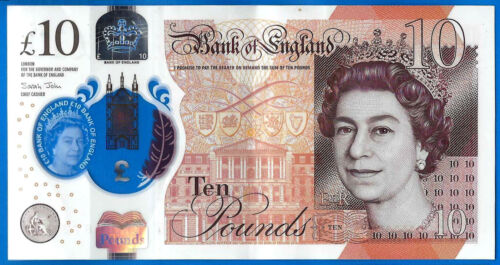 £10
LONDON
FOR THE GOVERNOR AND COMPANY
OF THE BANK OF ENGLAND
Sarah John
CHIEF CASHIER
10
BANK OF ENGLAND
£10 BANK OF ENGLAND £10 BANK OF ENGLAND
£
Pounds
Bank of England
I PROMISE TO PAY THE BEARER ON DEMAND THE SUM OF TEN POUNDS
10
Ten
Pounds
TEN
E II R
10 10
10 10 10
10 10 10
10